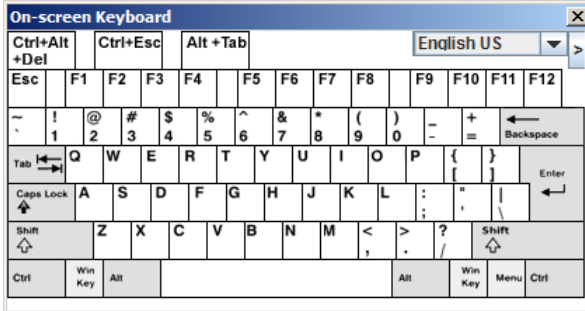 On-screen Keyboard X
Ctrl+Alt Ctrl+Esc Alt +Tab English US >
+Del
Esc F1 F2 F3 F4 F5 F6 F7 F8 F9 F10 F11 F12
~ ! @ # $ % ^ & * ( ) _ +
` 1 2 3 4 5 6 7 8 9 0 - = Backspace
Tab Q W E R T Y U I O P { }
[ ] Enter
Caps Lock A S D F G H J K L : " |
; ' \
Shift Z X C V B N M < > ? Shift
, . /
Ctrl Win Key Alt Alt Win Key Menu Ctrl